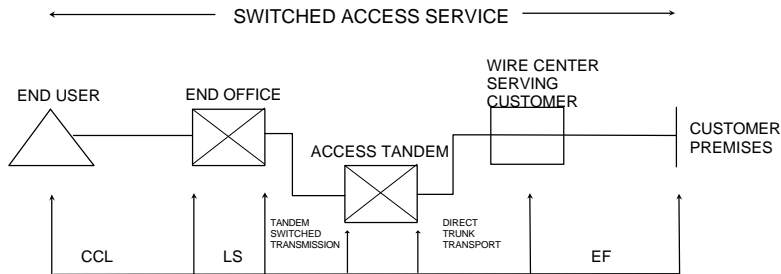 SWITCHED ACCESS SERVICE
WIRE CENTER
SERVING
CUSTOMER
END USER
END OFFICE
ACCESS TANDEM
CUSTOMER
PREMISES
TANDEM
SWITCHED
TRANSMISSION
DIRECT
TRUNK
TRANSPORT
CCL
LS
EF